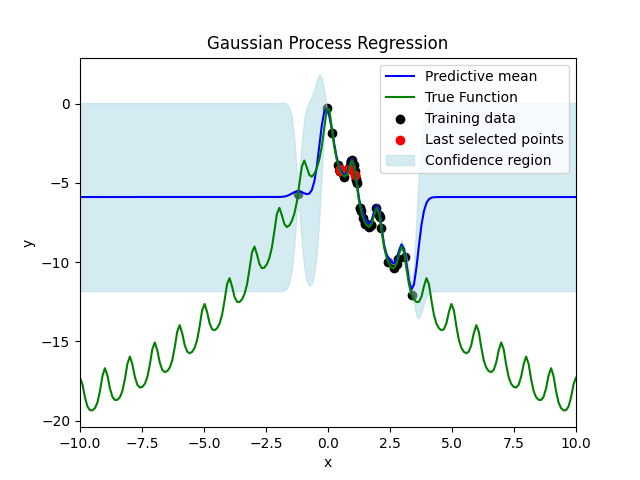 Gaussian Process Regression
Predictive mean
True Function
Training data
Last selected points
Confidence region
y
0
−5
−10
−15
−20
−10.0 −7.5 −5.0 −2.5 0.0 2.5 5.0 7.5 10.0
x